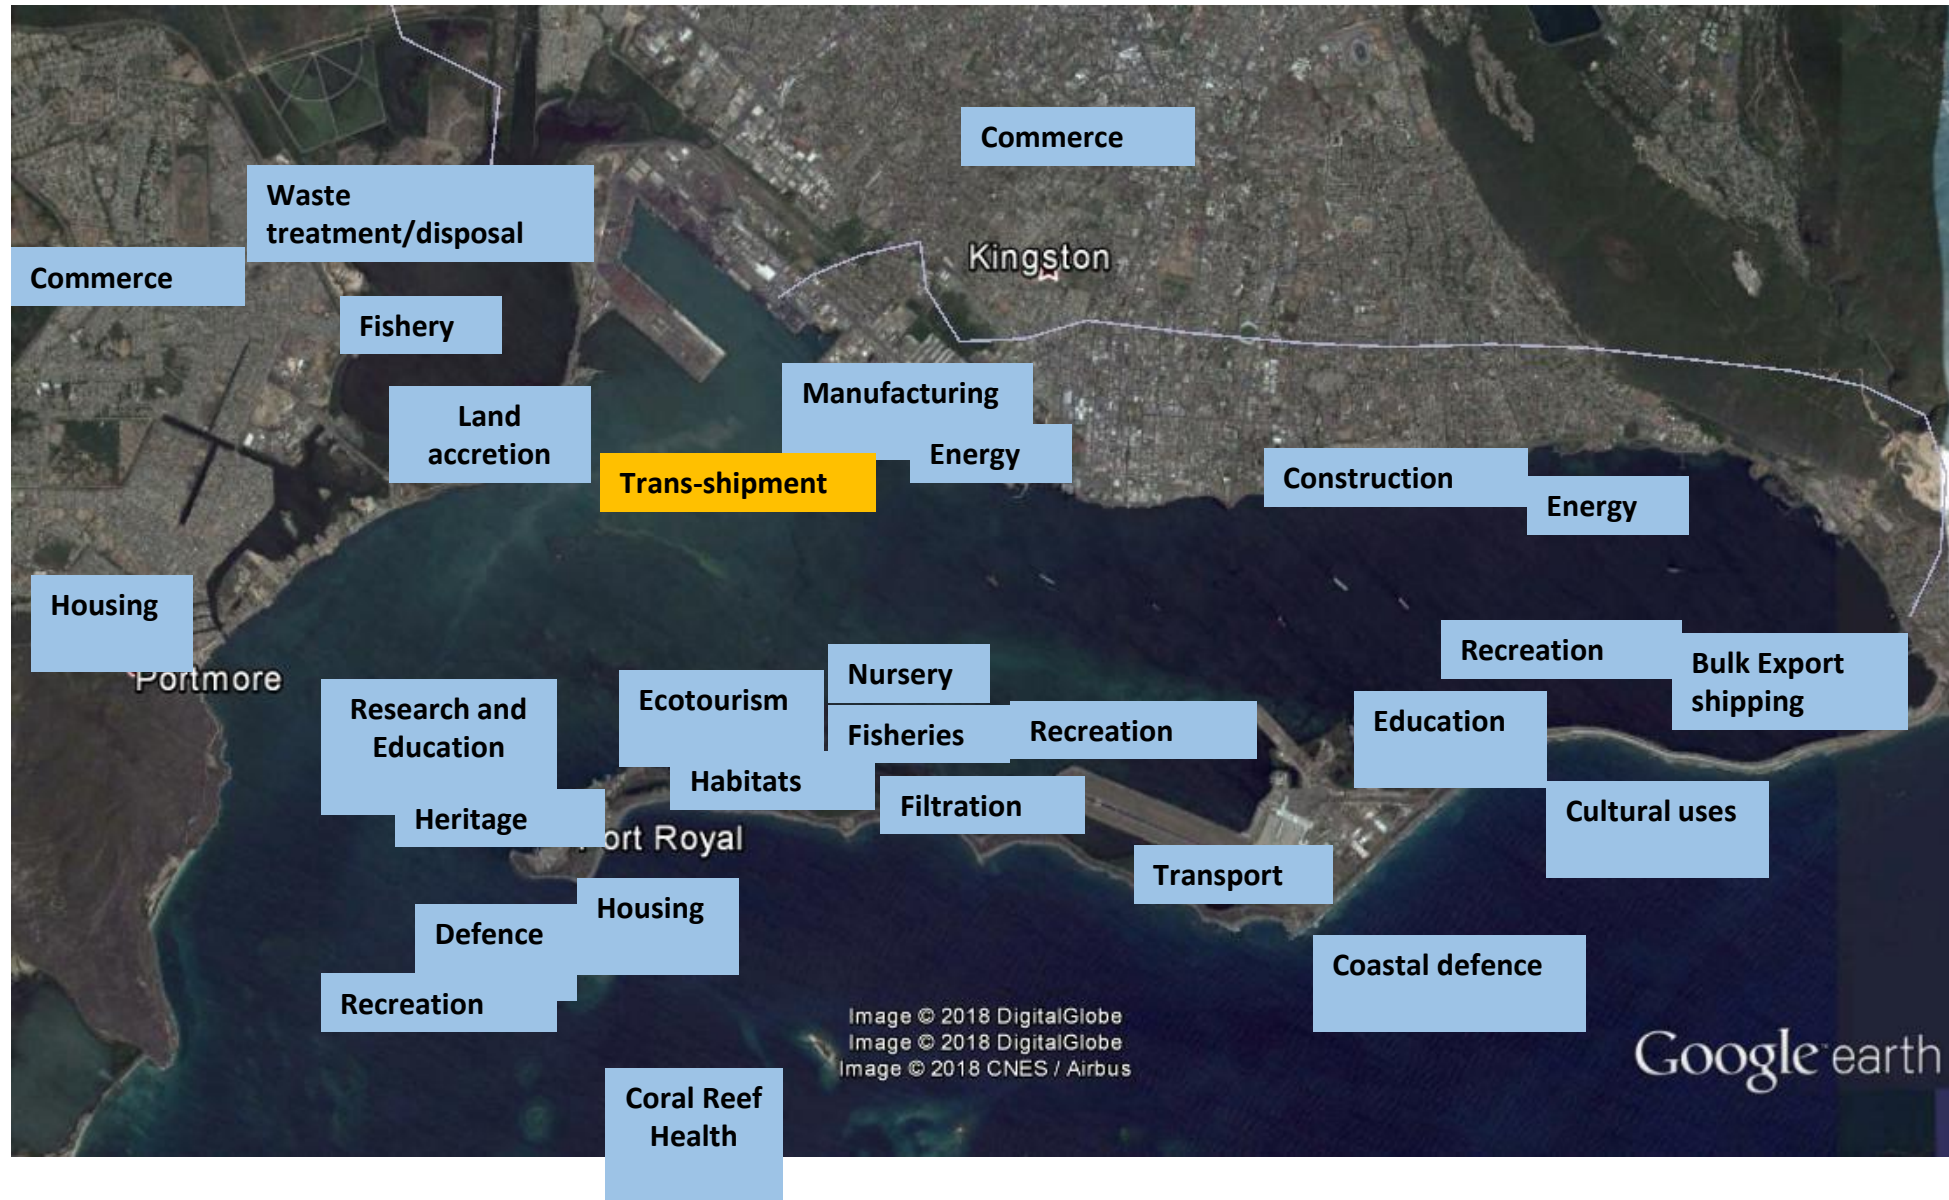 Commerce
Waste
treatment/disposal
Kingston
Commerce
Fishery
Manufacturing
Land
accretion
Energy
Trans-shipment
Construction
Energy
Housing
Portmore
Recreation
Bulk Export
shipping
Nursery
Ecotourism
Research and
Education
Education
Fisheries
Recreation
Habitats
Filtration
Heritage
ort Royal
Cultural uses
Transport
Housing
Defence
Coastal defence
Recreation
Image © 2018 DigitalGlobe
Image © 2018 DigitalGlobe
Image © 2018 CNES / Airbus
Google earth
Coral Reef
Health